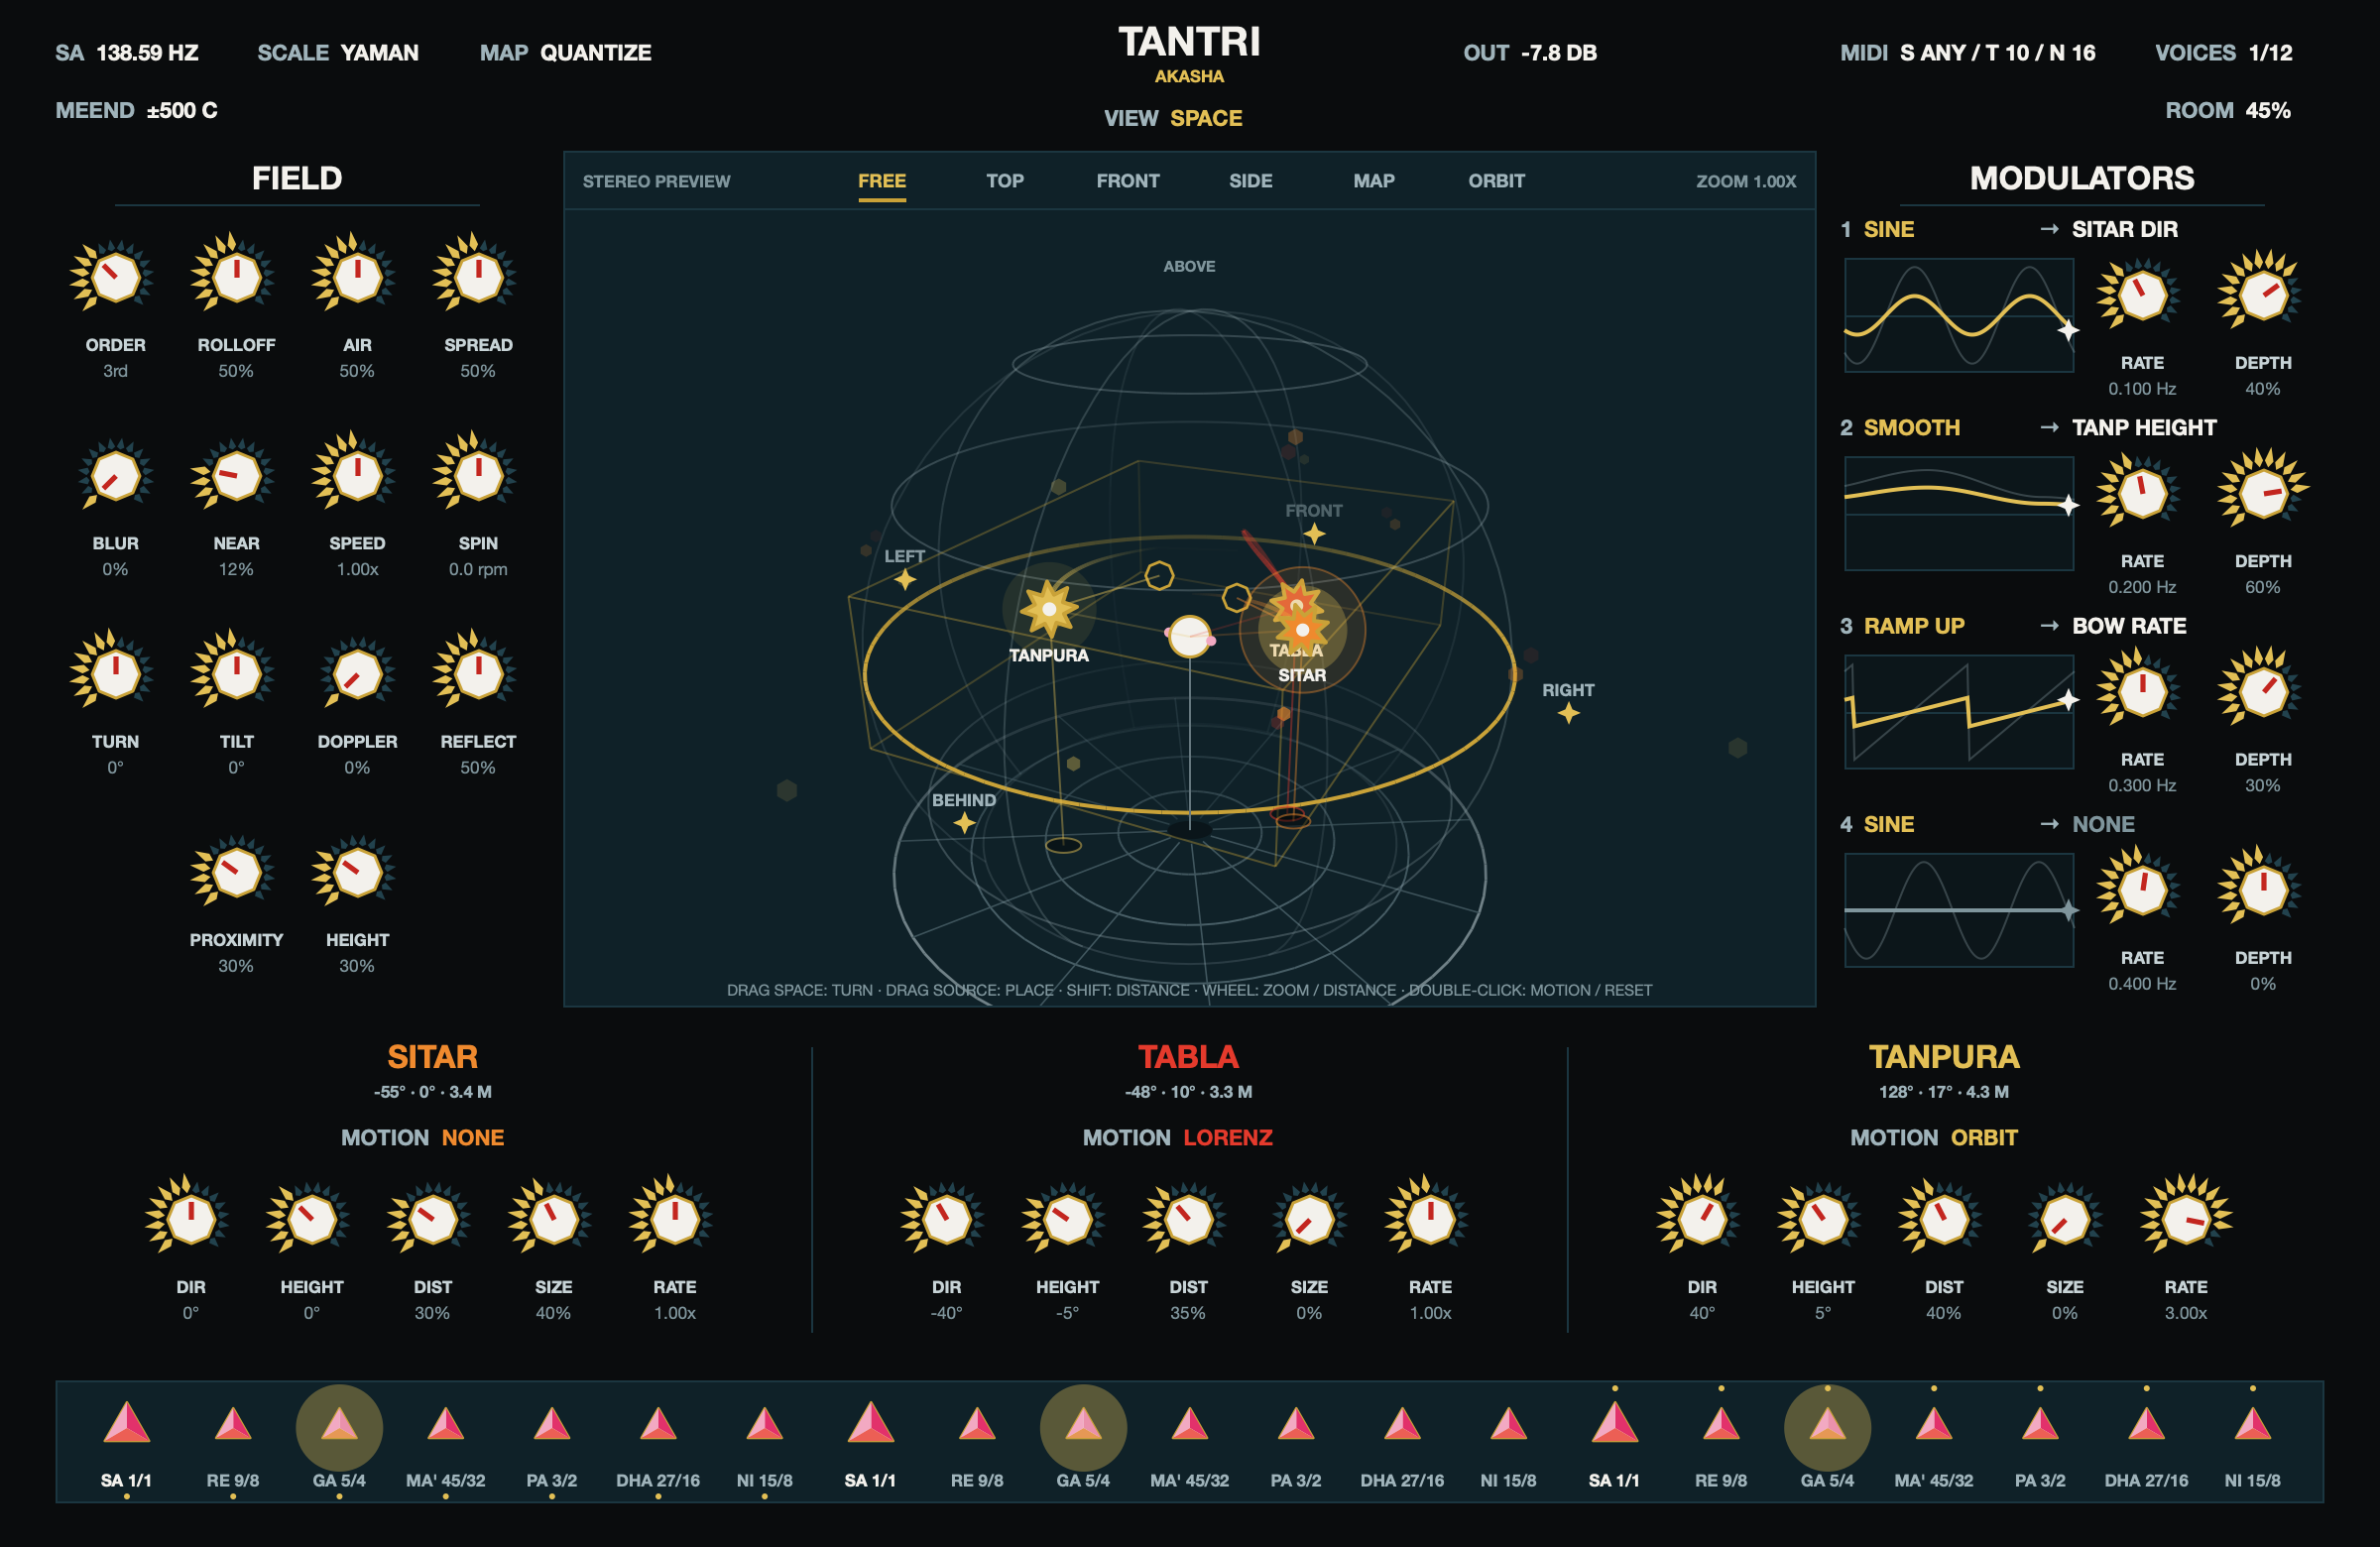 SA 138.59 HZ
SCALE YAMAN
MAP QUANTIZE
TANTRI
AKASHA
OUT -7.8 DB
MIDI S ANY / T 10 / N 16
VOICES 1/12
MEEND ±500 C
VIEW SPACE
ROOM 45%
FIELD
ORDER ROLLOFF AIR SPREAD
3rd 50% 50% 50%
BLUR NEAR SPEED SPIN
0% 12% 1.00x 0.0 rpm
TURN TILT DOPPLER REFLECT
0° 0° 0% 50%
PROXIMITY HEIGHT
30% 30%
STEREO PREVIEW FREE TOP FRONT SIDE MAP ORBIT ZOOM 1.00X
ABOVE
FRONT
LEFT
TANPURA
TABLA
SITAR
RIGHT
BEHIND
DRAG SPACE: TURN · DRAG SOURCE: PLACE · SHIFT: DISTANCE · WHEEL: ZOOM / DISTANCE · DOUBLE-CLICK: MOTION / RESET
MODULATORS
1 SINE → SITAR DIR
RATE DEPTH
0.100 Hz 40%
2 SMOOTH → TANP HEIGHT
RATE DEPTH
0.200 Hz 60%
3 RAMP UP → BOW RATE
RATE DEPTH
0.300 Hz 30%
4 SINE → NONE
RATE DEPTH
0.400 Hz 0%
SITAR
-55° · 0° · 3.4 M
MOTION NONE
DIR HEIGHT DIST SIZE RATE
0° 0° 30% 40% 1.00x
TABLA
-48° · 10° · 3.3 M
MOTION LORENZ
DIR HEIGHT DIST SIZE RATE
-40° -5° 35% 0% 1.00x
TANPURA
128° · 17° · 4.3 M
MOTION ORBIT
DIR HEIGHT DIST SIZE RATE
40° 5° 40% 0% 3.00x
SA 1/1 RE 9/8 GA 5/4 MA' 45/32 PA 3/2 DHA 27/16 NI 15/8 SA 1/1 RE 9/8 GA 5/4 MA' 45/32 PA 3/2 DHA 27/16 NI 15/8 SA 1/1 RE 9/8 GA 5/4 MA' 45/32 PA 3/2 DHA 27/16 NI 15/8